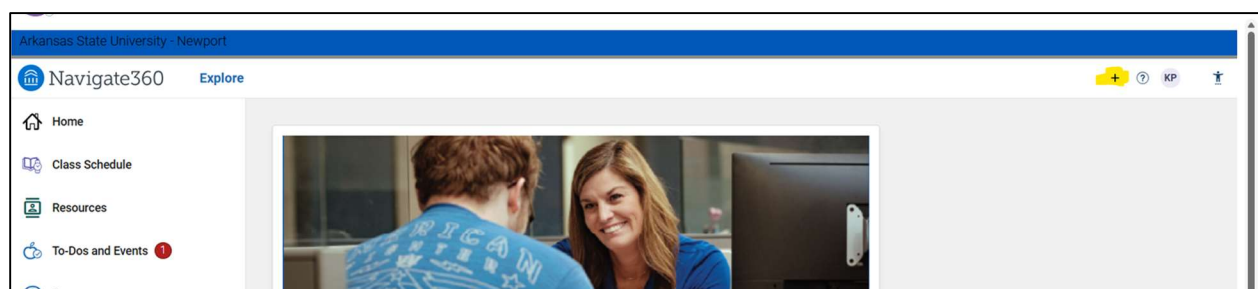 Arkansas State University - Newport
Navigate360 Explore + ? KP
Home
Class Schedule
Resources
To-Dos and Events 1